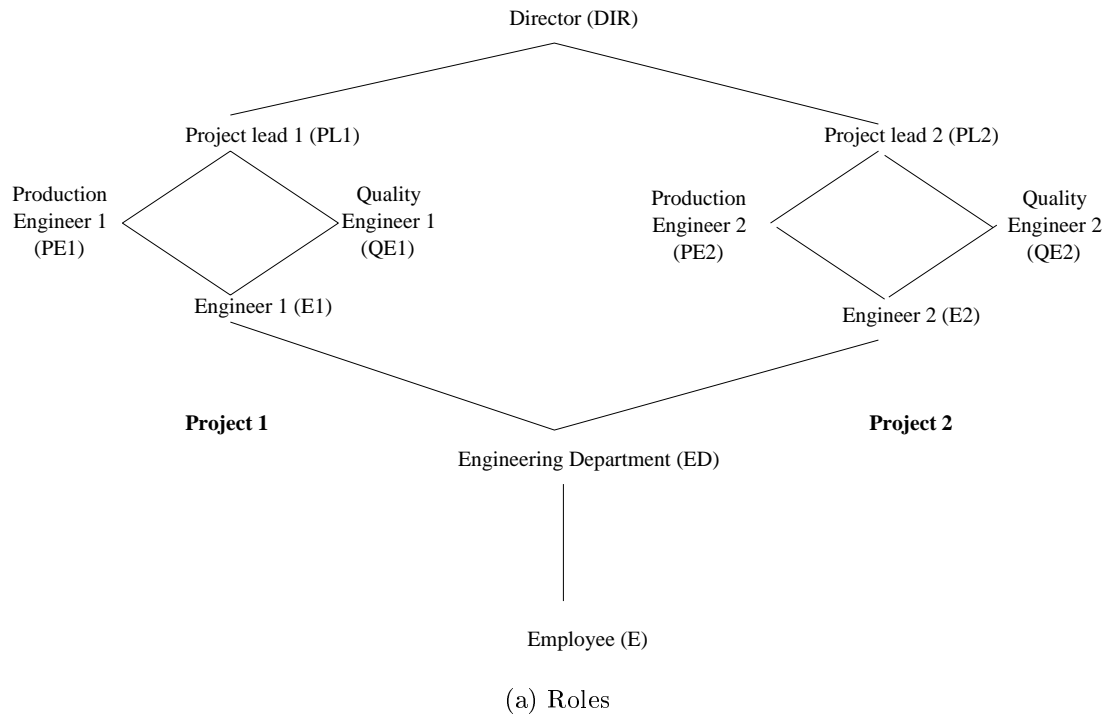 Director (DIR)
Project lead 1 (PL1)
Project lead 2 (PL2)
Production
Engineer 1
(PE1)
Quality
Engineer 1
(QE1)
Production
Engineer 2
(PE2)
Quality
Engineer 2
(QE2)
Engineer 1 (E1)
Engineer 2 (E2)
Project 1
Project 2
Engineering Department (ED)
Employee (E)
(a) Roles